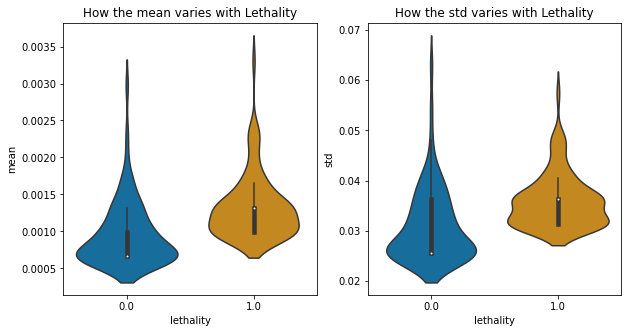 How the mean varies with Lethality
mean
0.0035
0.0030
0.0025
0.0020
0.0015
0.0010
0.0005
0.0
1.0
lethality
How the std varies with Lethality
std
0.07
0.06
0.05
0.04
0.03
0.02
0.0
1.0
lethality